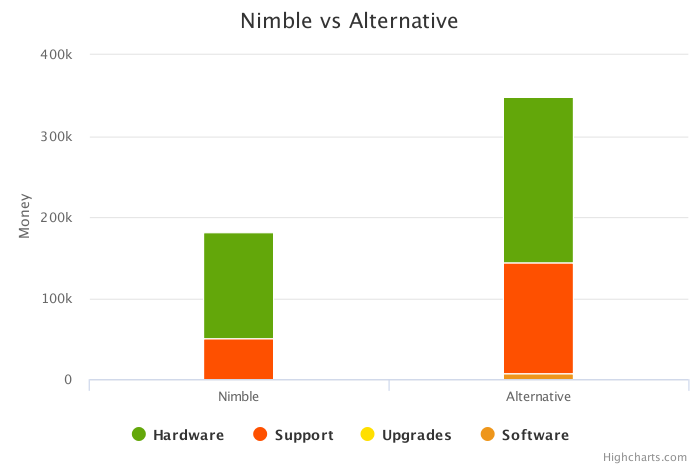 Nimble vs Alternative
Money
400k
300k
200k
100k
0
Nimble Alternative
Hardware Support Upgrades Software
Highcharts.com